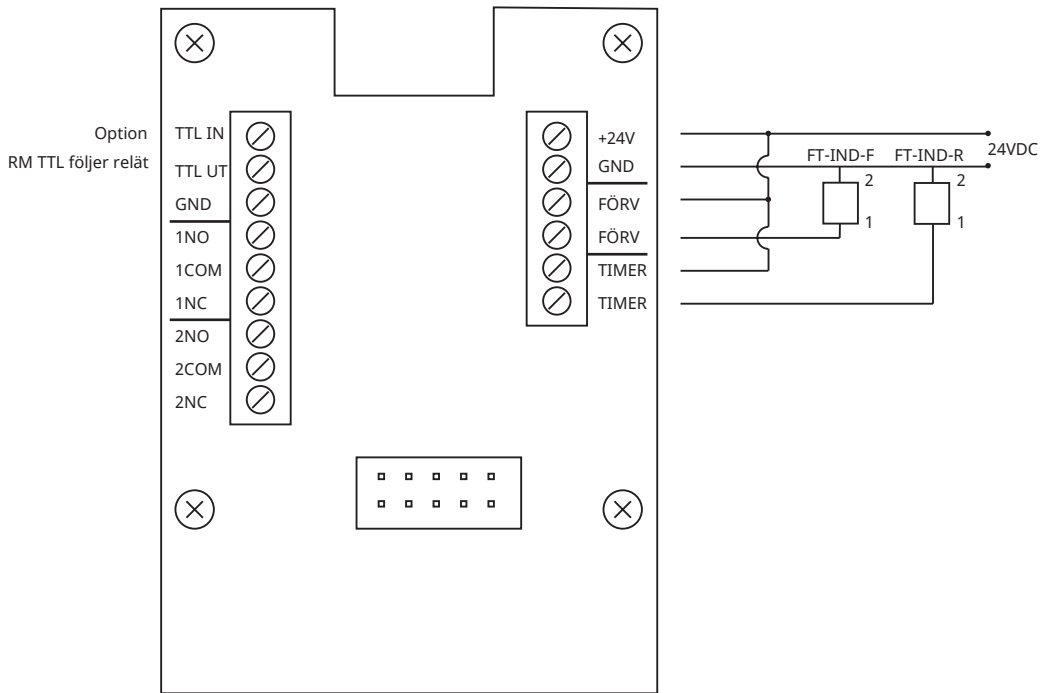 Option
RM TTL följer relät
TTL IN
TTL UT
GND
1NO
1COM
1NC
2NO
2COM
2NC
+24V
GND
FÖRV
FÖRV
TIMER
TIMER
FT-IND-F
FT-IND-R
24VDC
2
2
1
1